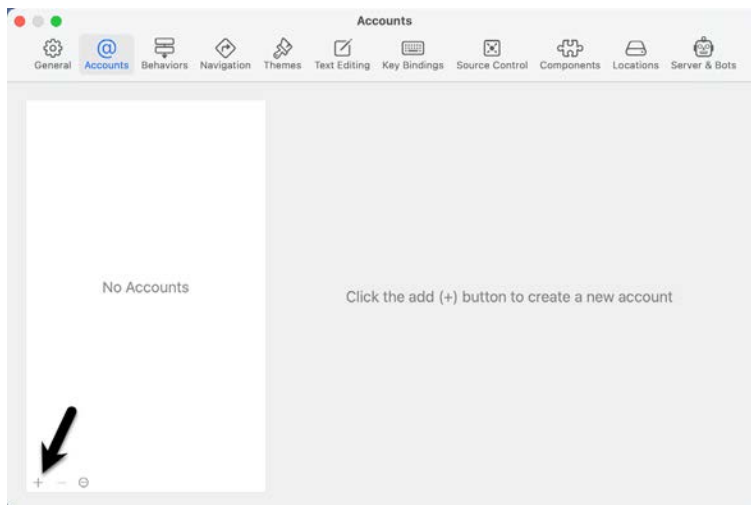 Accounts
General Accounts Behaviors Navigation Themes Text Editing Key Bindings Source Control Components Locations Server & Bots
No Accounts
Click the add (+) button to create a new account